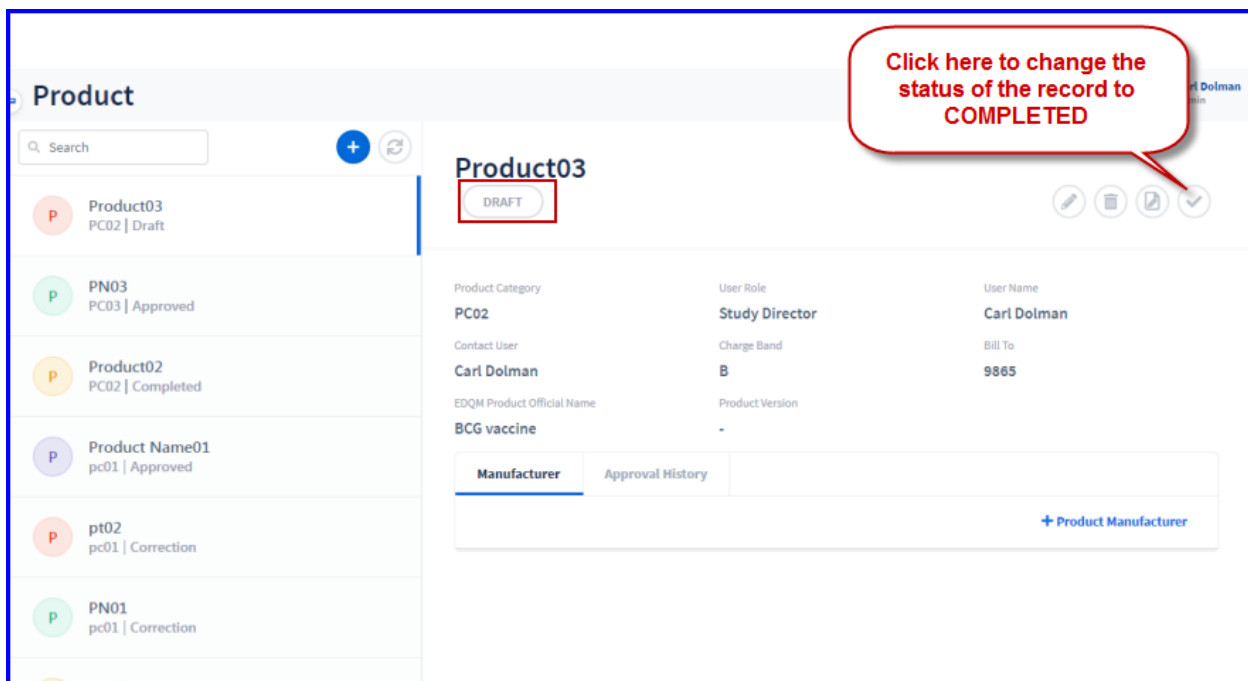 Click here to change the
status of the record to
COMPLETED
Product
Search
Product03
PC02 | Draft
PN03
PC03 | Approved
Product02
PC02 | Completed
Product Name01
pc01 | Approved
pt02
pc01 | Correction
PN01
pc01 | Correction
Product03
DRAFT
Product Category
User Role
User Name
PC02
Study Director
Carl Dolman
Contact User
Charge Band
Bill To
Carl Dolman
B
9865
EDQM Product Official Name
Product Version
BCG vaccine
-
Manufacturer
Approval History
+ Product Manufacturer
P
P
P
P
P
P
Dolman